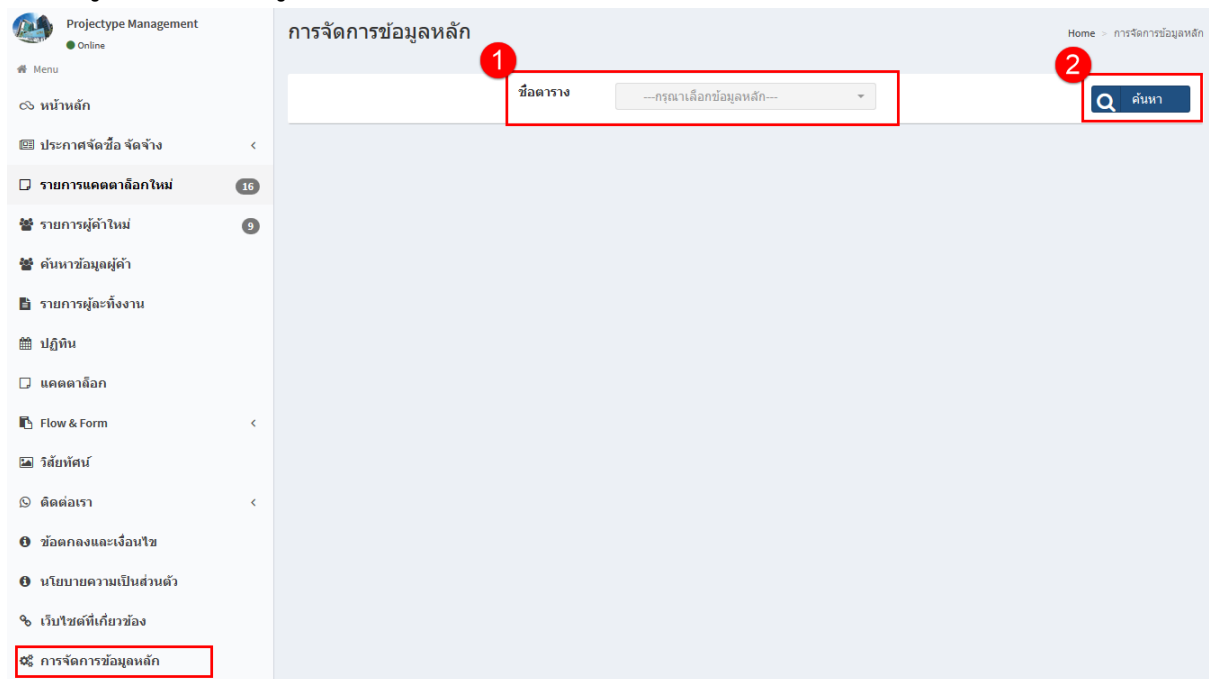 Projectype Management
Online
Menu
หน้าหลัก
ประกาศจัดซื้อ จัดจ้าง
รายการแคตตาล็อกใหม่ 16
รายการผู้ค้าใหม่ 9
ค้นหาข้อมูลผู้ค้า
รายการผู้ละทิ้งงาน
ปฏิทิน
แคตตาล็อก
Flow & Form
วิสัยทัศน์
ติดต่อเรา
ข้อตกลงและเงื่อนไข
นโยบายความเป็นส่วนตัว
เว็บไซต์ที่เกี่ยวข้อง
การจัดการข้อมูลหลัก
การจัดการข้อมูลหลัก
Home > การจัดการข้อมูลหลัก
1
ชื่อตาราง
---กรุณาเลือกข้อมูลหลัก---
2
ค้นหา